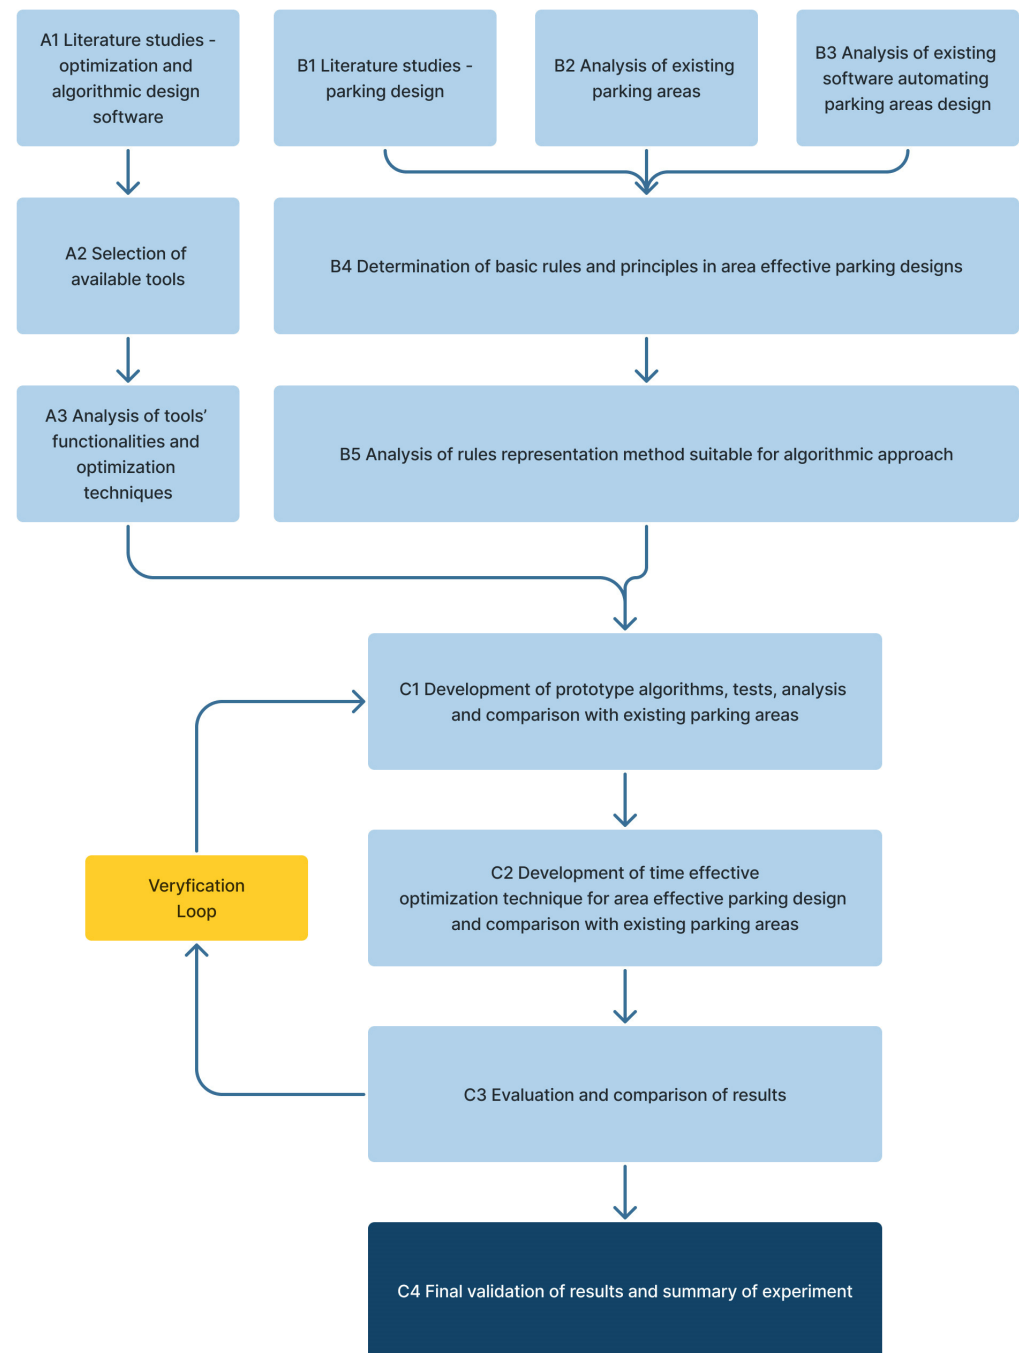 A1 Literature studies -
optimization and
algorithmic design
software
B1 Literature studies -
parking design
B2 Analysis of existing
parking areas
B3 Analysis of existing
software automating
parking areas design
A2 Selection of
available tools
B4 Determination of basic rules and principles in area effective parking designs
A3 Analysis of tools’
functionalities and
optimization
techniques
B5 Analysis of rules representation method suitable for algorithmic approach
C1 Development of prototype algorithms, tests, analysis
and comparison with existing parking areas
Veryfication
Loop
C2 Development of time effective
optimization technique for area effective parking design
and comparison with existing parking areas
C3 Evaluation and comparison of results
C4 Final validation of results and summary of experiment